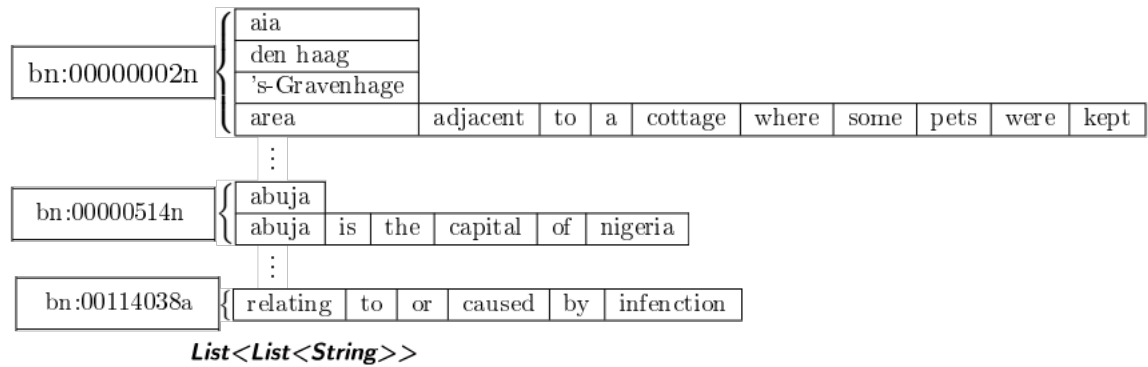 aia
den haag
bn:00000002n
's-Gravenhage
area adjacent to a cottage where some pets were kept
⋮
abuja
bn:00000514n
abuja is the capital of nigeria
⋮
bn:00114038a relating to or caused by infenction
List<List<String>>